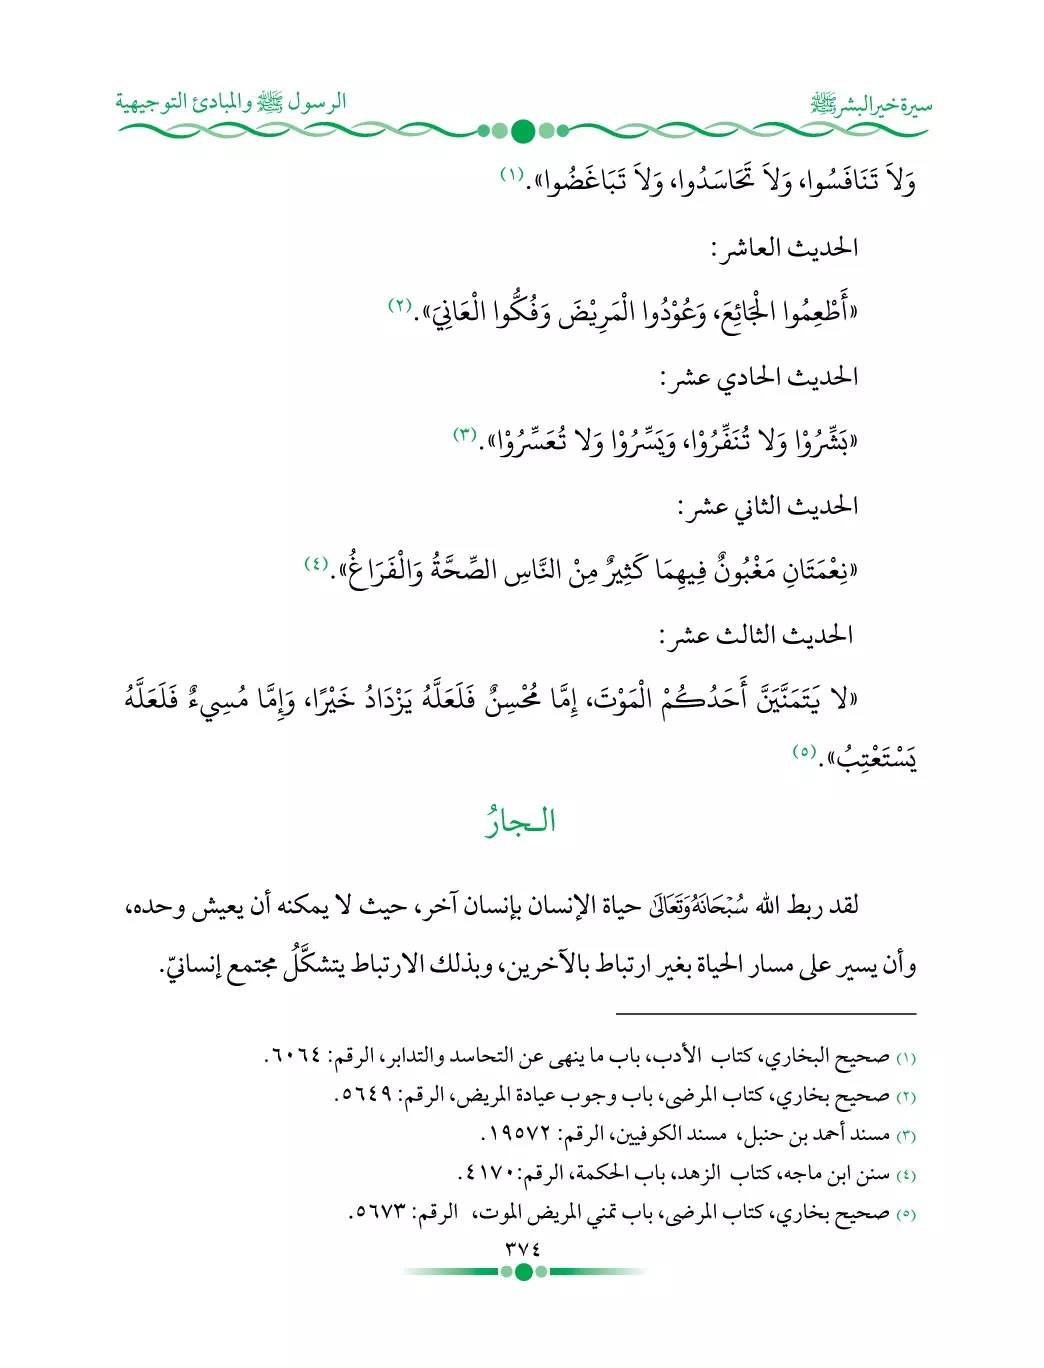 سيرة خير البشر ﷺ
الرسول ﷺ والمبادئ التوجيهية
وَلاَ تَنَافَسُوا، وَلاَ تَحَاسَدُوا، وَلاَ تَبَاغَضُوا». (١)
الحديث العاشر:
«أَطْعِمُوا الْجَائِعَ، وَعُوْدُوا الْمَرِيْضَ وَفُكُّوا الْعَانِيَ». (٢)
الحديث الحادي عشر:
«بَشِّرُوْا وَلا تُنَفِّرُوْا، وَيَسِّرُوْا وَلا تُعَسِّرُوْا». (٣)
الحديث الثاني عشر:
«نِعْمَتَانِ مَغْبُونٌ فِيهِمَا كَثِيرٌ مِنْ النَّاسِ الصِّحَّةُ وَالْفَرَاغُ». (٤)
الحديث الثالث عشر:
«لا يَتَمَنَّيَنَّ أَحَدُكُمْ الْمَوْتَ، إِمَّا مُحْسِنٌ فَلَعَلَّهُ يَزْدَادُ خَيْرًا، وَإِمَّا مُسِيءٌ فَلَعَلَّهُ
يَسْتَعْتِبُ». (٥)
الـجارُ
لقد ربط الله سُبْحَانَهُ وَتَعَالَىٰ حياة الإنسان بإنسان آخر، حيث لا يمكنه أن يعيش وحده،
وأن يسير على مسار الحياة بغير ارتباط بالآخرين، وبذلك الارتباط يتشكَّلُ مجتمع إنسانيّ.
(١) صحيح البخاري، كتاب الأدب، باب ما ينهى عن التحاسد والتدابر، الرقم: ٦٠٦٤.
(٢) صحيح بخاري، كتاب المرضى، باب وجوب عيادة المريض، الرقم: ٥٦٤٩.
(٣) مسند أحمد بن حنبل، مسند الكوفيين، الرقم: ١٩٥٧٢.
(٤) سنن ابن ماجه، كتاب الزهد، باب الحكمة، الرقم: ٤١٧٠.
(٥) صحيح بخاري، كتاب المرضى، باب تمني المريض الموت، الرقم: ٥٦٧٣.
٣٧٤